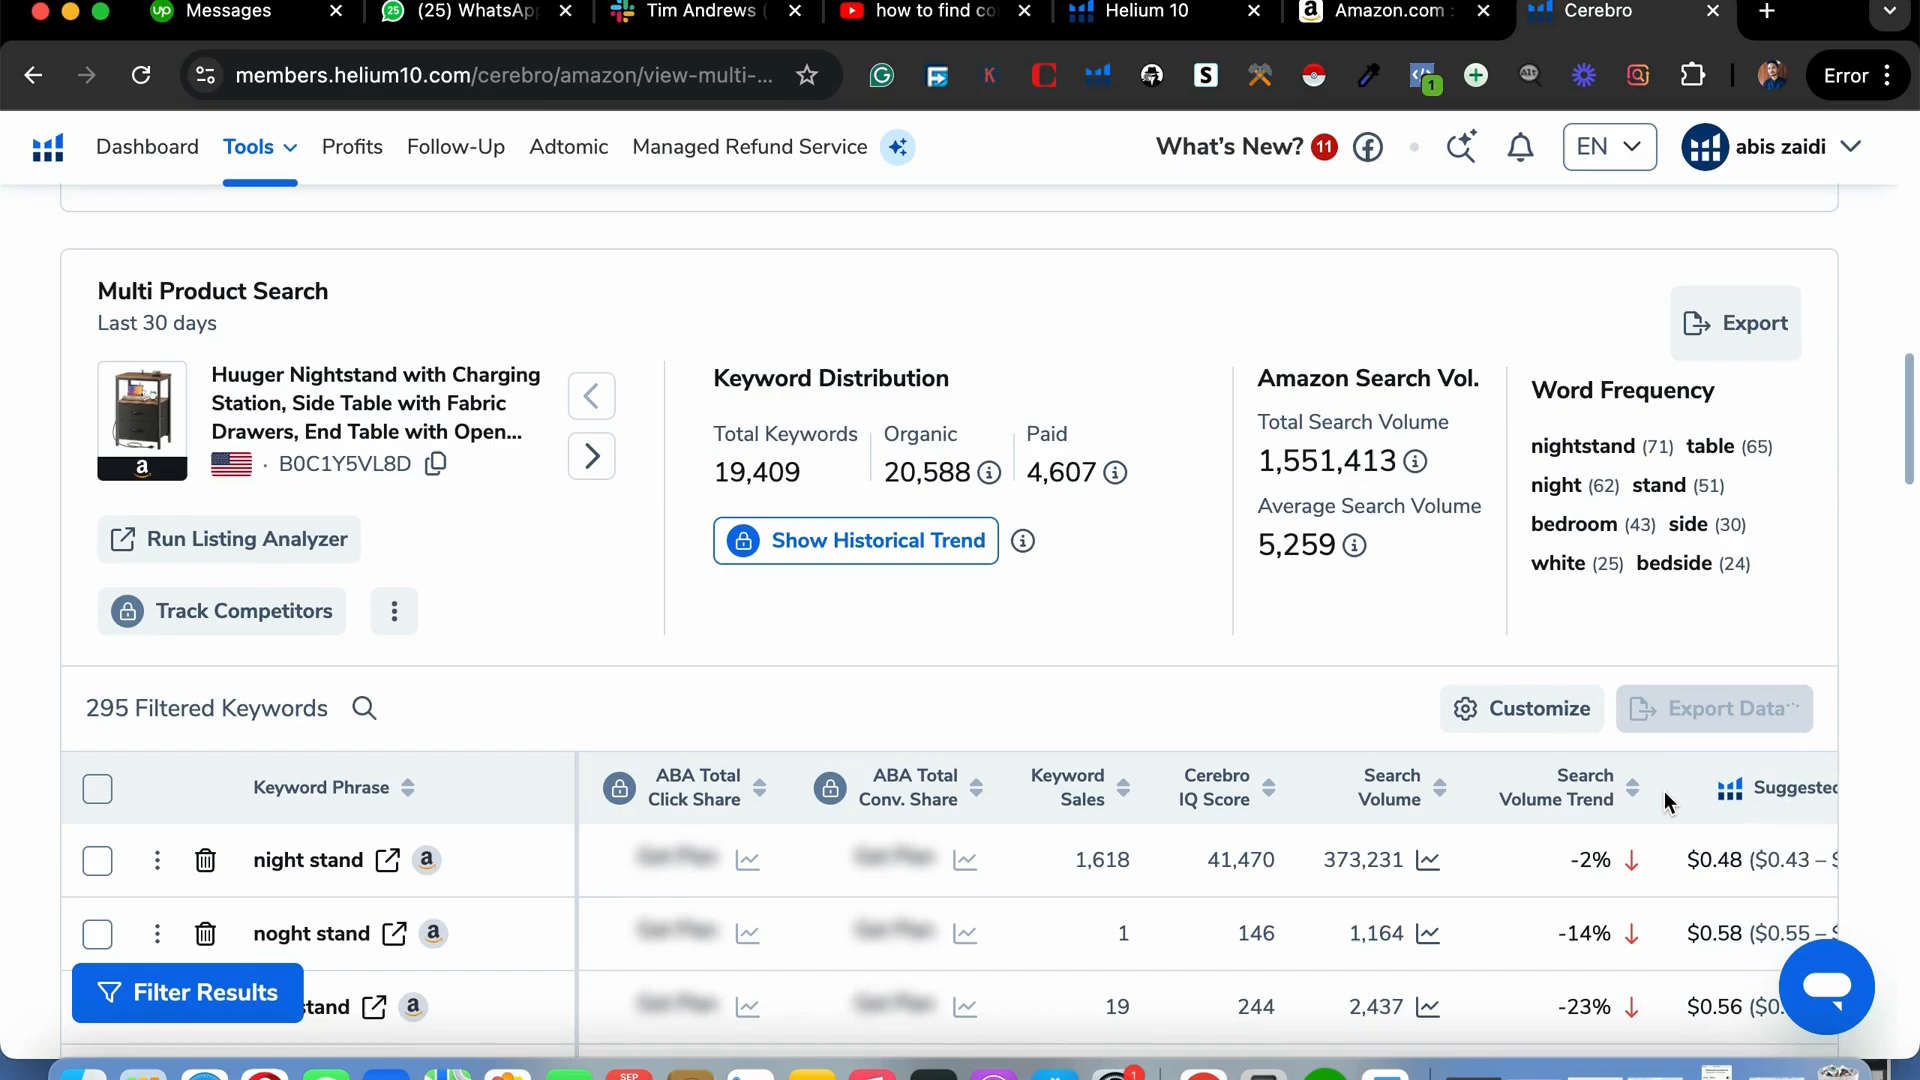 Messages
(25) WhatsApp
Tim Andrews (
how to find co
Helium 10
Amazon.com :
Cerebro
members.helium10.com/cerebro/amazon/view-multi-...
1
Error
Dashboard
Tools
Profits
Follow-Up
Adtomic
Managed Refund Service
What's New?
11
EN
abis zaidi
Multi Product Search
Last 30 days
Export
Huuger Nightstand with Charging
Station, Side Table with Fabric
Drawers, End Table with Open...
· B0C1Y5VL8D
Run Listing Analyzer
Track Competitors
Keyword Distribution
Total Keywords
19,409
Organic
20,588
Paid
4,607
Show Historical Trend
Amazon Search Vol.
Total Search Volume
1,551,413
Average Search Volume
5,259
Word Frequency
nightstand (71) table (65)
night (62) stand (51)
bedroom (43) side (30)
white (25) bedside (24)
295 Filtered Keywords
Customize
Export Data...
Keyword Phrase
ABA Total
Click Share
ABA Total
Conv. Share
Keyword
Sales
Cerebro
IQ Score
Search
Volume
Search
Volume Trend
Suggested
night stand
1,618
41,470
373,231
-2%
$0.48 ($0.43 –
noght stand
1
146
1,164
-14%
$0.58 ($0.55 –
stand
19
244
2,437
-23%
$0.56 ($0.
Filter Results
SEP
1